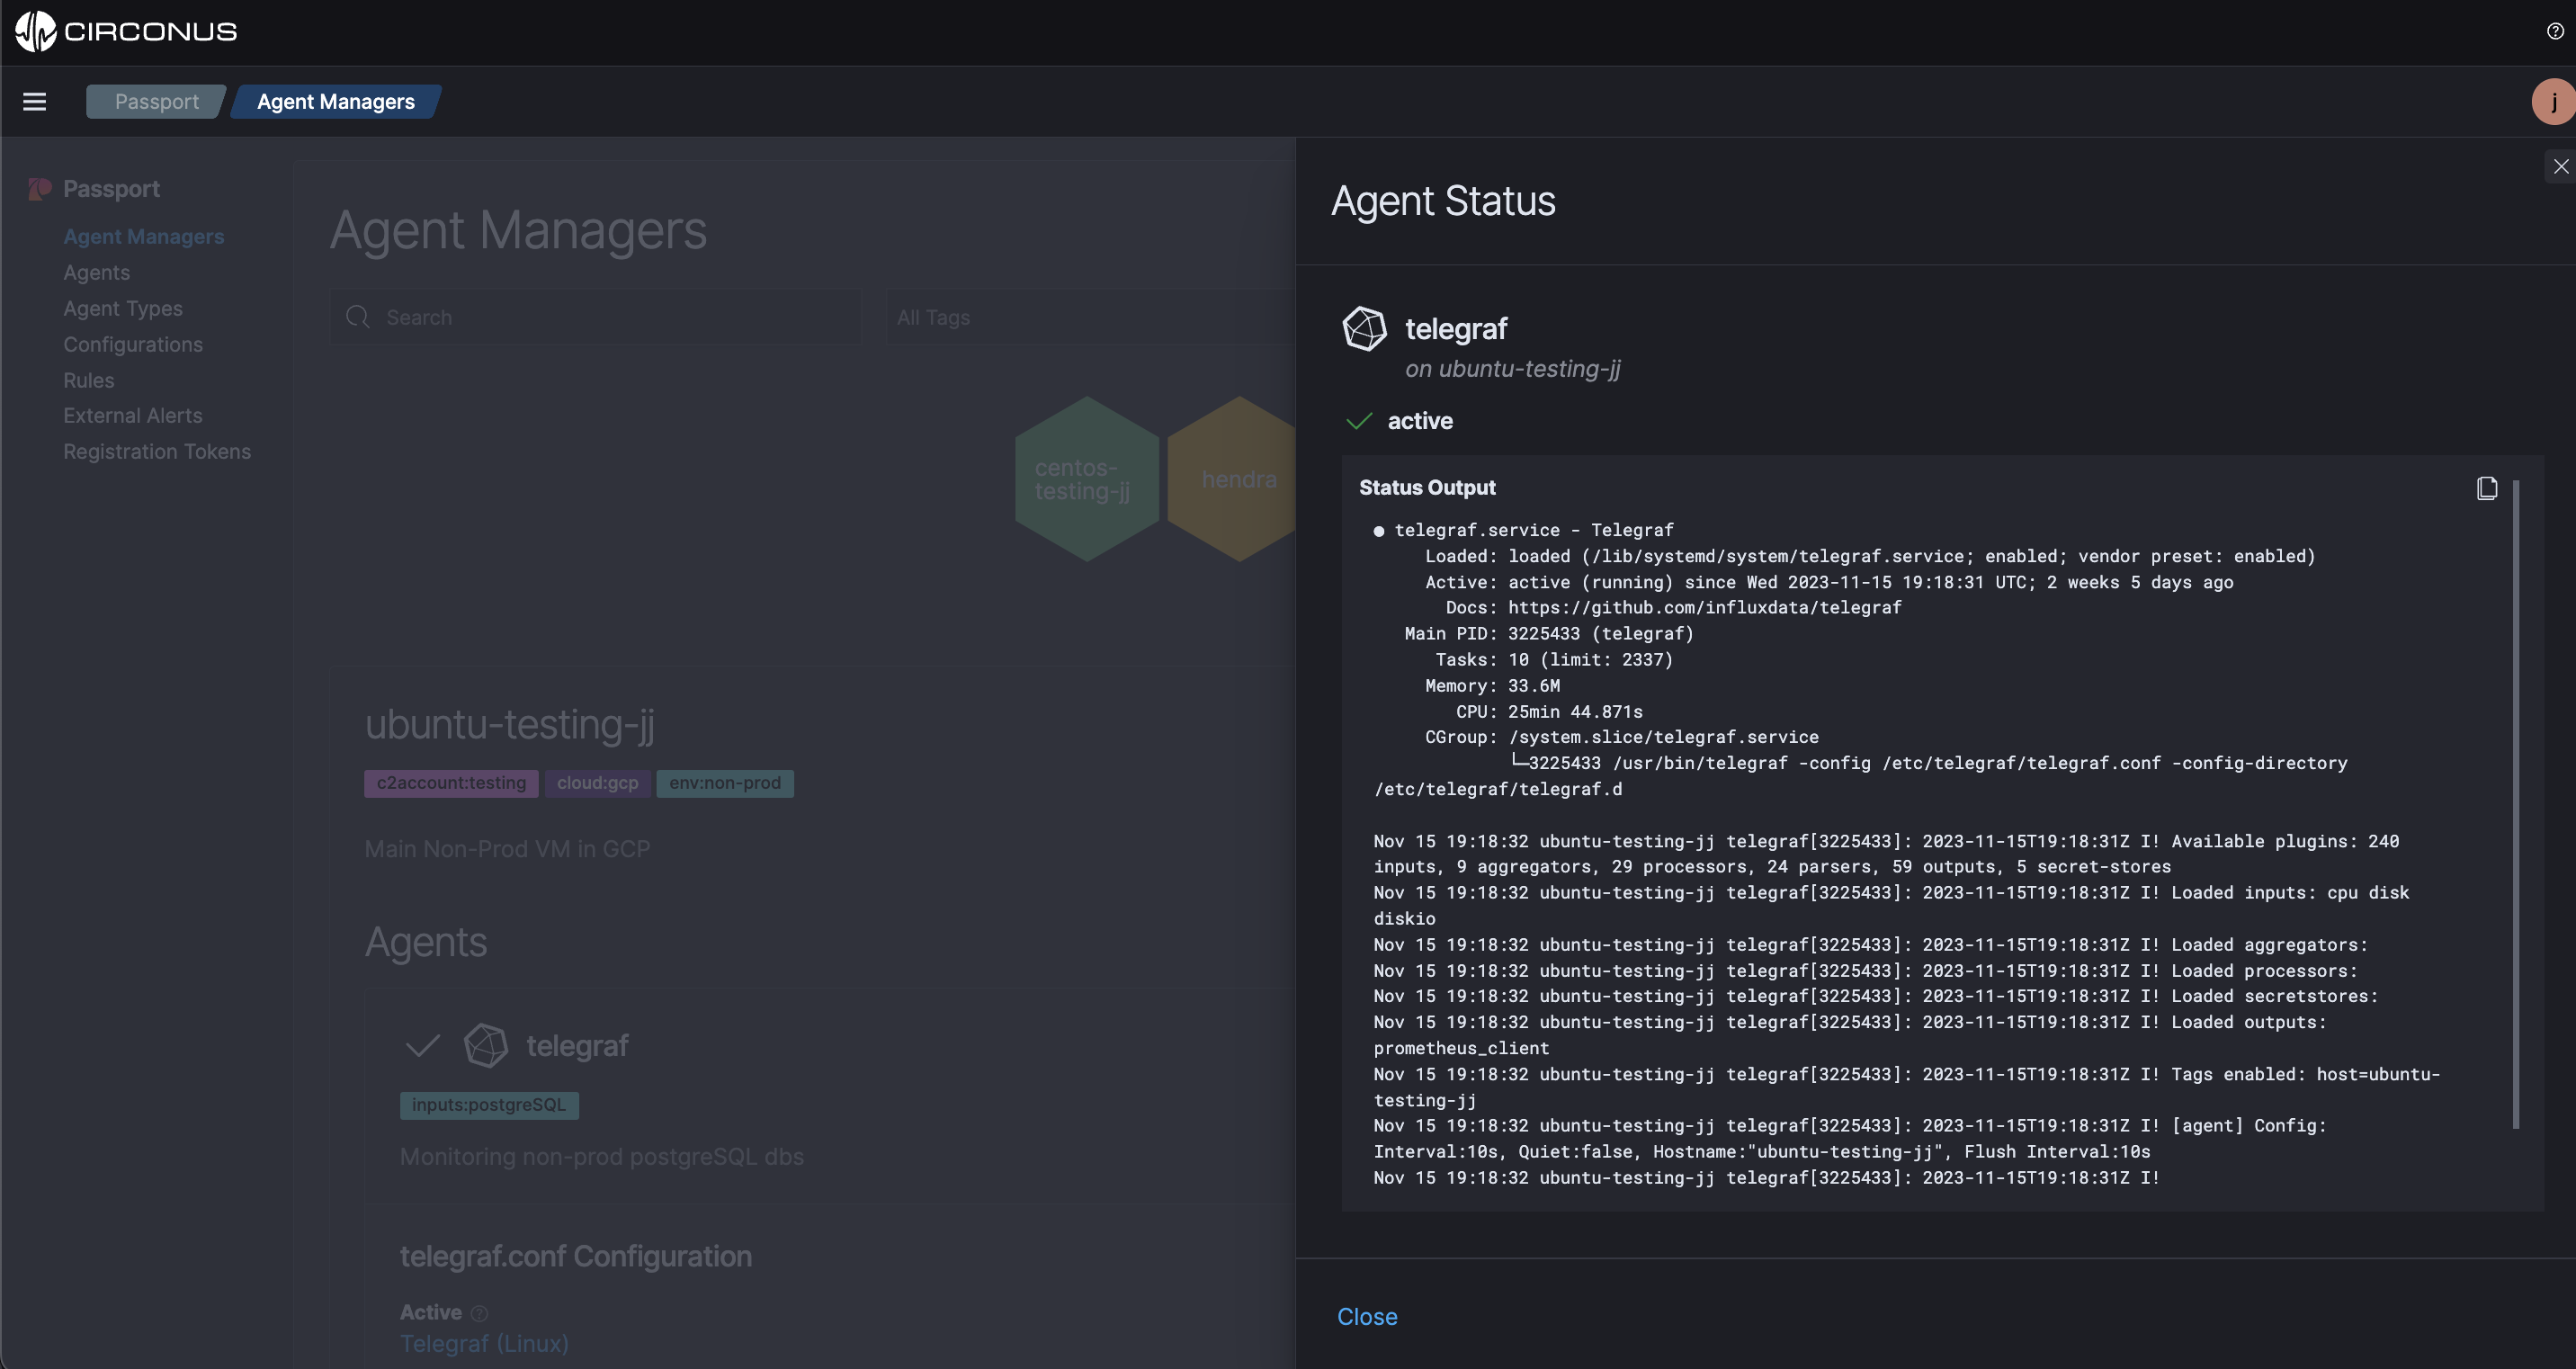 CIRCONUS
Passport
Agent Managers
j
Passport
Agent Managers
Agents
Agent Types
Configurations
Rules
External Alerts
Registration Tokens
Agent Managers
Search
All Tags
centos-
testing-jj
hendra
ubuntu-testing-jj
c2account:testing
cloud:gcp
env:non-prod
Main Non-Prod VM in GCP
Agents
telegraf
inputs:postgreSQL
Monitoring non-prod postgreSQL dbs
telegraf.conf Configuration
Active
Telegraf (Linux)
Agent Status
telegraf
on ubuntu-testing-jj
active
Status Output
● telegraf.service - Telegraf
Loaded: loaded (/lib/systemd/system/telegraf.service; enabled; vendor preset: enabled)
Active: active (running) since Wed 2023-11-15 19:18:31 UTC; 2 weeks 5 days ago
Docs: https://github.com/influxdata/telegraf
Main PID: 3225433 (telegraf)
Tasks: 10 (limit: 2337)
Memory: 33.6M
CPU: 25min 44.871s
CGroup: /system.slice/telegraf.service
└─3225433 /usr/bin/telegraf -config /etc/telegraf/telegraf.conf -config-directory
/etc/telegraf/telegraf.d
Nov 15 19:18:32 ubuntu-testing-jj telegraf[3225433]: 2023-11-15T19:18:31Z I! Available plugins: 240
inputs, 9 aggregators, 29 processors, 24 parsers, 59 outputs, 5 secret-stores
Nov 15 19:18:32 ubuntu-testing-jj telegraf[3225433]: 2023-11-15T19:18:31Z I! Loaded inputs: cpu disk
diskio
Nov 15 19:18:32 ubuntu-testing-jj telegraf[3225433]: 2023-11-15T19:18:31Z I! Loaded aggregators:
Nov 15 19:18:32 ubuntu-testing-jj telegraf[3225433]: 2023-11-15T19:18:31Z I! Loaded processors:
Nov 15 19:18:32 ubuntu-testing-jj telegraf[3225433]: 2023-11-15T19:18:31Z I! Loaded secretstores:
Nov 15 19:18:32 ubuntu-testing-jj telegraf[3225433]: 2023-11-15T19:18:31Z I! Loaded outputs:
prometheus_client
Nov 15 19:18:32 ubuntu-testing-jj telegraf[3225433]: 2023-11-15T19:18:31Z I! Tags enabled: host=ubuntu-
testing-jj
Nov 15 19:18:32 ubuntu-testing-jj telegraf[3225433]: 2023-11-15T19:18:31Z I! [agent] Config:
Interval:10s, Quiet:false, Hostname:"ubuntu-testing-jj", Flush Interval:10s
Nov 15 19:18:32 ubuntu-testing-jj telegraf[3225433]: 2023-11-15T19:18:31Z I!
Close